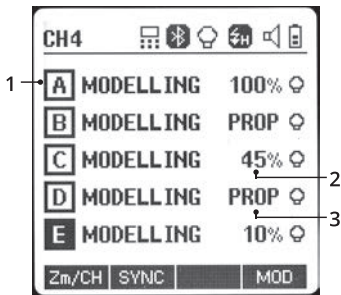 CH4 H
1 A MODELLING 100%
B MODELLING PROP
C MODELLING 45%
2
D MODELLING PROP
3
E MODELLING 10%
Zm/CH SYNC MOD